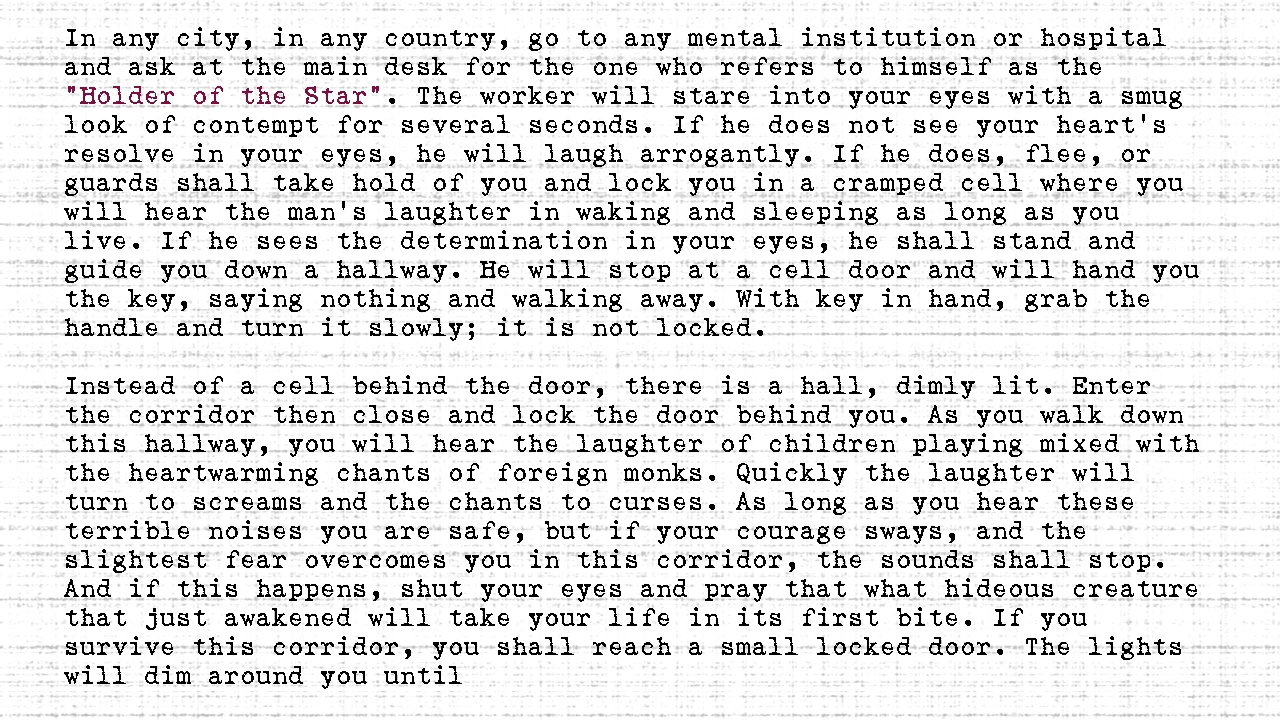 In any city, in any country, go to any mental institution or hospital
and ask at the main desk for the one who refers to himself as the
"Holder of the Star". The worker will stare into your eyes with a smug
look of contempt for several seconds. If he does not see your heart's
resolve in your eyes, he will laugh arrogantly. If he does, flee, or
guards shall take hold of you and lock you in a cramped cell where you
will hear the man's laughter in waking and sleeping as long as you
live. If he sees the determination in your eyes, he shall stand and
guide you down a hallway. He will stop at a cell door and will hand you
the key, saying nothing and walking away. With key in hand, grab the
handle and turn it slowly; it is not locked.

Instead of a cell behind the door, there is a hall, dimly lit. Enter
the corridor then close and lock the door behind you. As you walk down
this hallway, you will hear the laughter of children playing mixed with
the heartwarming chants of foreign monks. Quickly the laughter will
turn to screams and the chants to curses. As long as you hear these
terrible noises you are safe, but if your courage sways, and the
slightest fear overcomes you in this corridor, the sounds shall stop.
And if this happens, shut your eyes and pray that what hideous creature
that just awakened will take your life in its first bite. If you
survive this corridor, you shall reach a small locked door. The lights
will dim around you until